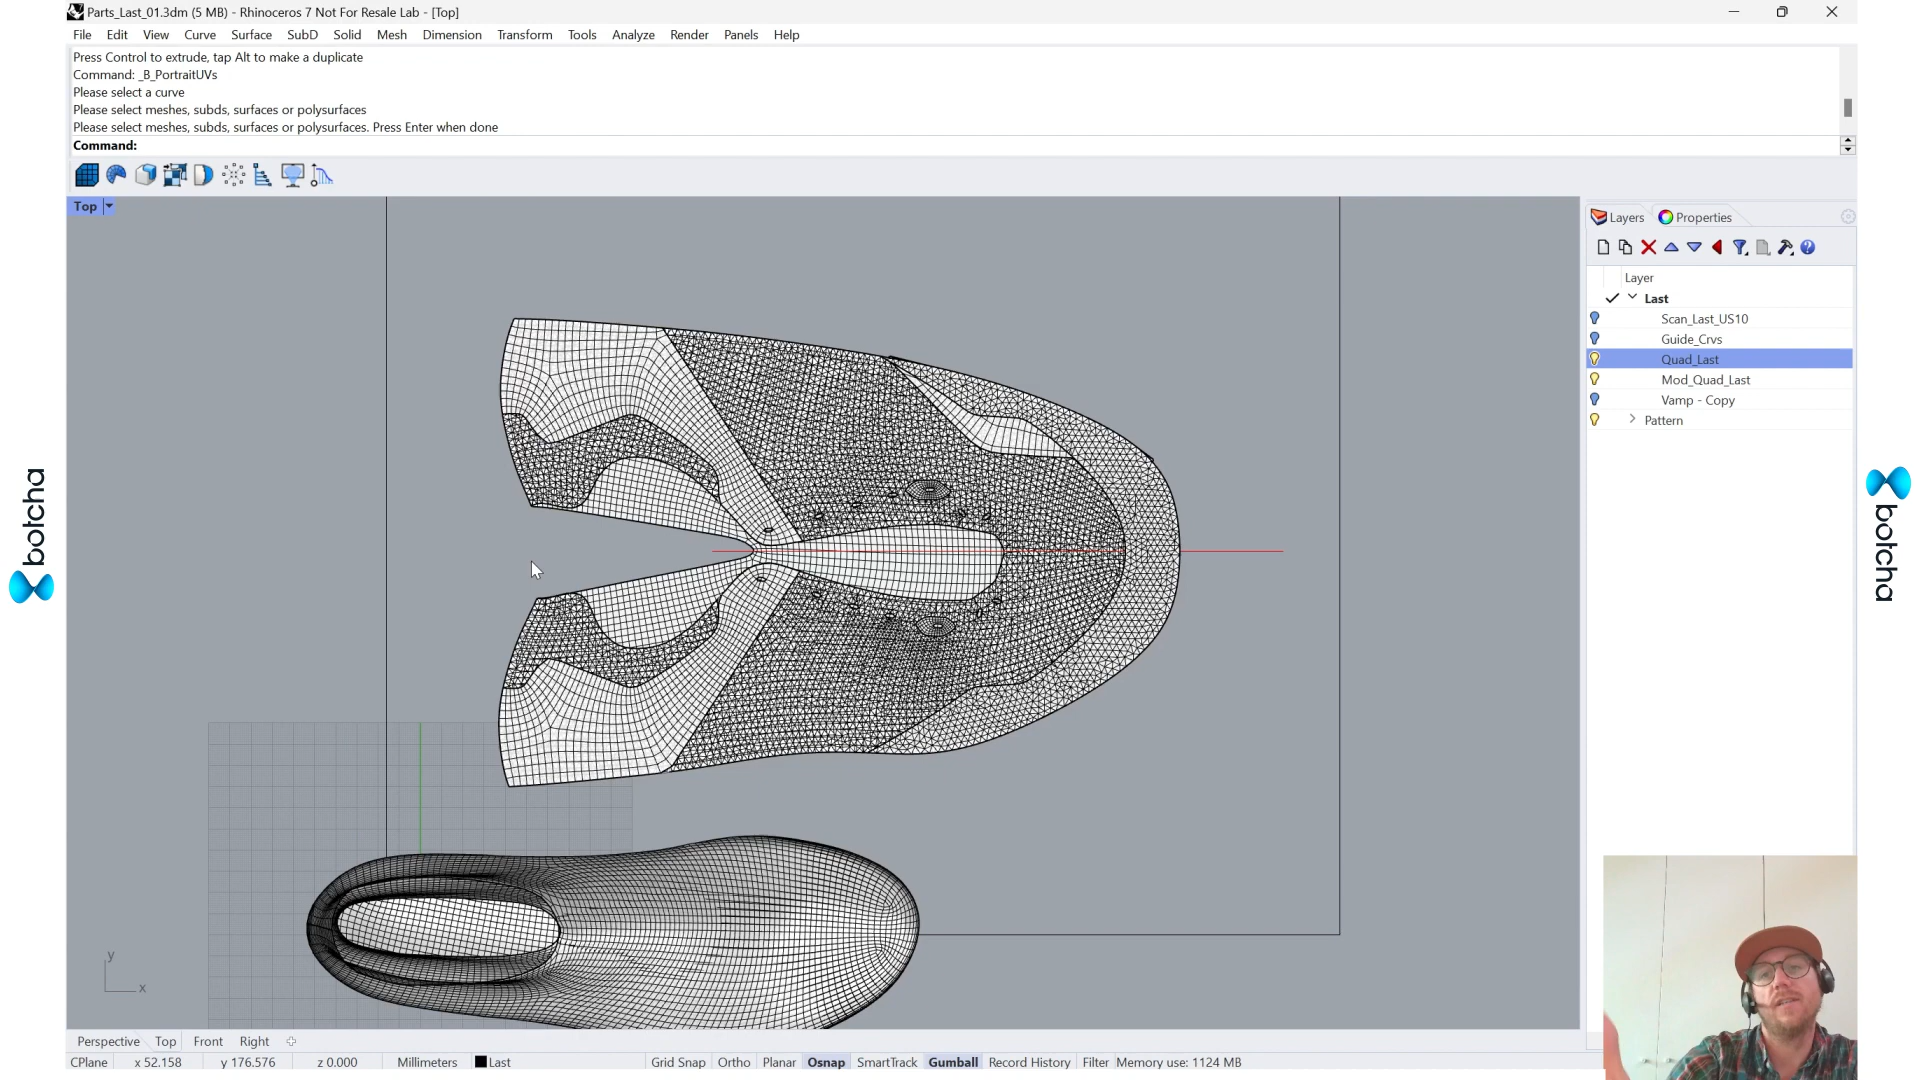 Parts_Last_01.3dm (5 MB) - Rhinoceros 7 Not For Resale Lab - [Top]
File Edit View Curve Surface SubD Solid Mesh Dimension Transform Tools Analyze Render Panels Help
Press Control to extrude, tap Alt to make a duplicate
Command: _B_PortraitUVs
Please select a curve
Please select meshes, subds, surfaces or polysurfaces
Please select meshes, subds, surfaces or polysurfaces. Press Enter when done
Command:
Top
Layers Properties
Layer
Last
Scan_Last_US10
Guide_Crvs
Quad_Last
Mod_Quad_Last
Vamp - Copy
Pattern
botcha
botcha
y
x
Perspective Top Front Right
CPlane x 52.158 y 176.576 z 0.000 Millimeters Last Grid Snap Ortho Planar Osnap SmartTrack Gumball Record History Filter Memory use: 1124 MB